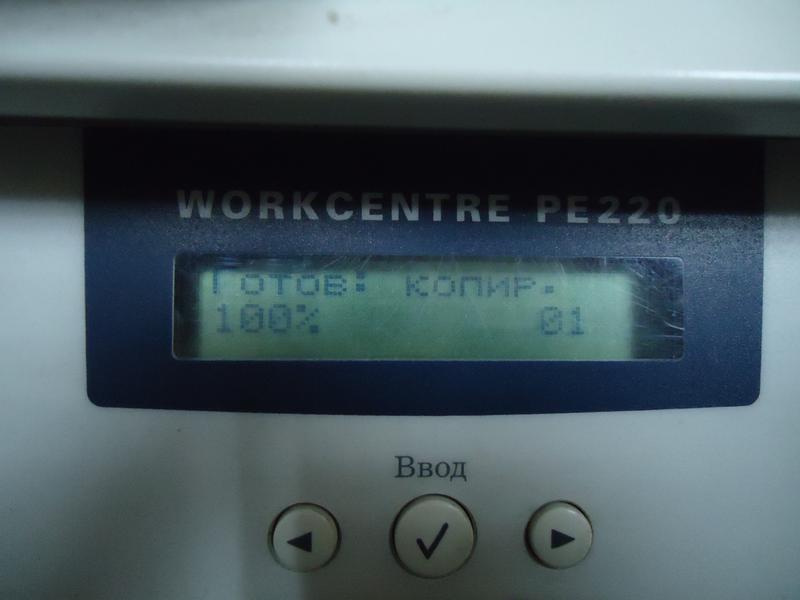 WORKCENTRE PE220
Готов: копир.
100% 01
Ввод